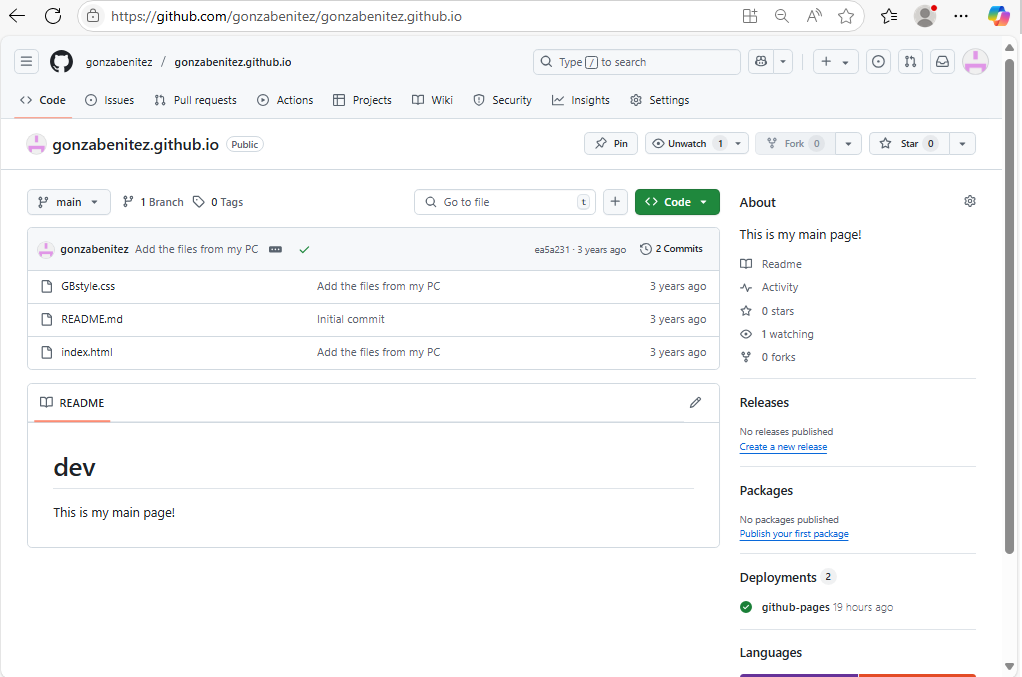 https://github.com/gonzabenitez/gonzabenitez.github.io
gonzabenitez / gonzabenitez.github.io
Type / to search
Code
Issues
Pull requests
Actions
Projects
Wiki
Security
Insights
Settings
gonzabenitez.github.io Public
Pin
Unwatch 1
Fork 0
Star 0
main
1 Branch
0 Tags
Go to file t
Code
gonzabenitez Add the files from my PC
ea5a231 · 3 years ago
2 Commits
GBstyle.css Add the files from my PC 3 years ago
README.md Initial commit 3 years ago
index.html Add the files from my PC 3 years ago
README
dev
This is my main page!
About
This is my main page!
Readme
Activity
0 stars
1 watching
0 forks
Releases
No releases published
Create a new release
Packages
No packages published
Publish your first package
Deployments 2
github-pages 19 hours ago
Languages